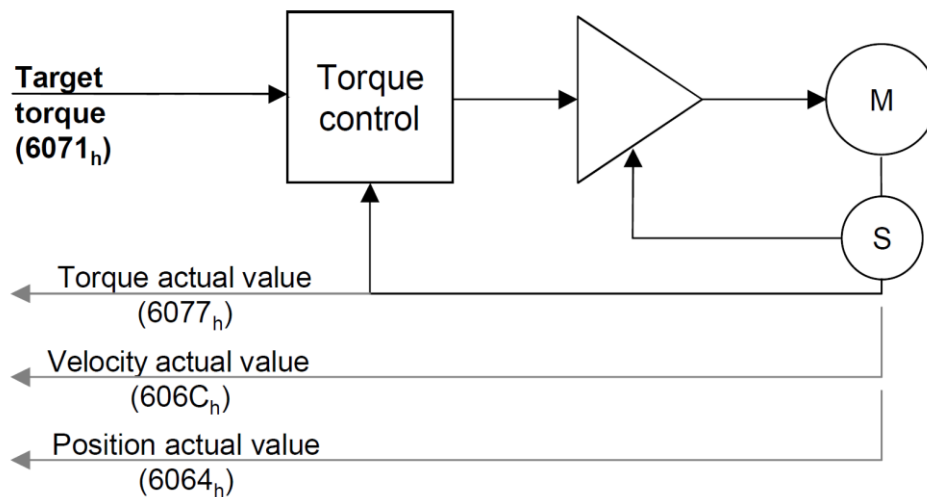 Target
torque
(6071h)
Torque
control
M
S
Torque actual value
(6077h)
Velocity actual value
(606Ch)
Position actual value
(6064h)